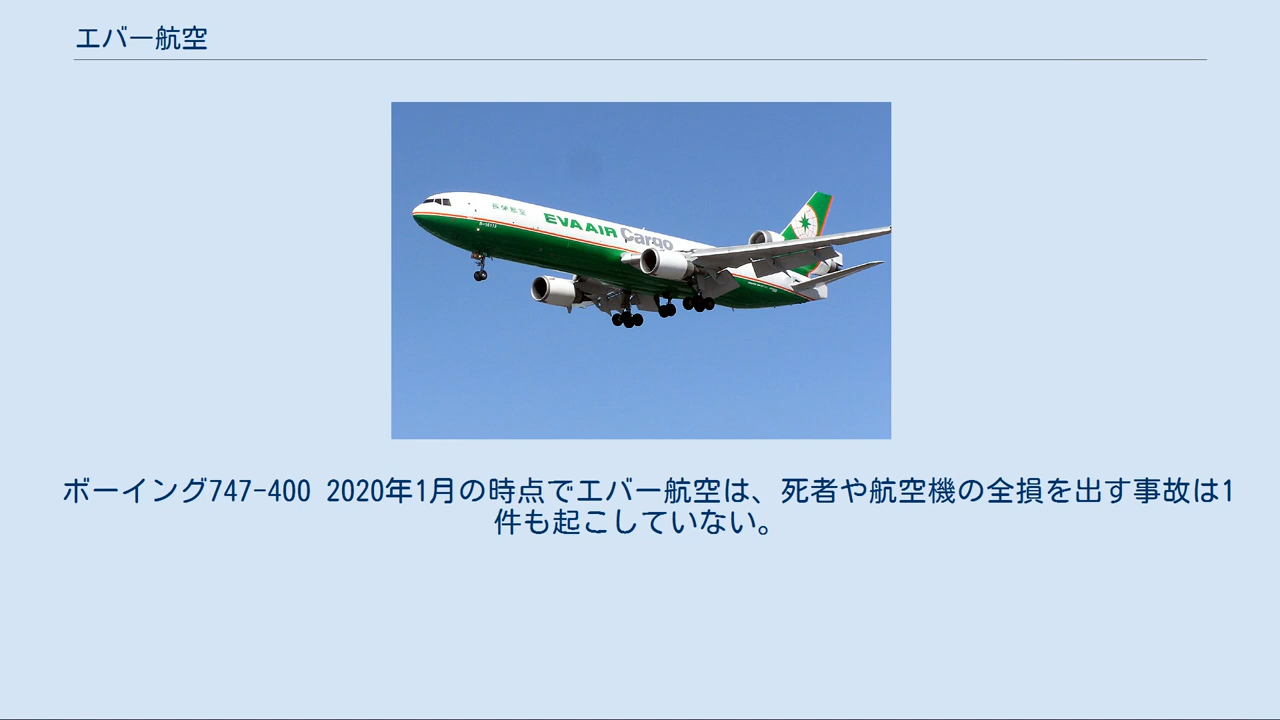 エバー航空
長榮航空
EVA AIR Cargo
ボーイング747-400 2020年1月の時点でエバー航空は、死者や航空機の全損を出す事故は1
件も起こしていない。